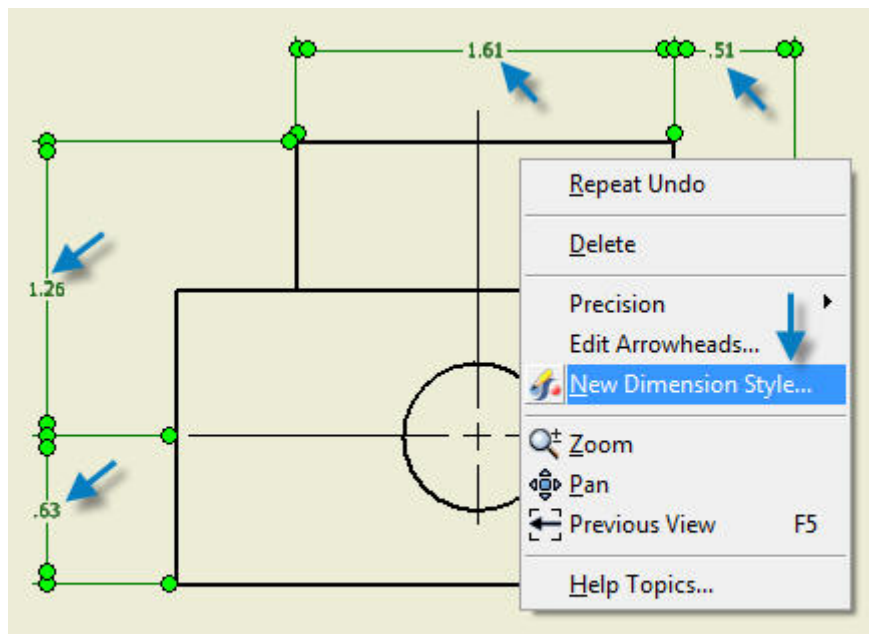 1.61
.51
1.26
.63
Repeat Undo
Delete
Precision
Edit Arrowheads...
New Dimension Style...
Zoom
Pan
Previous View F5
Help Topics...